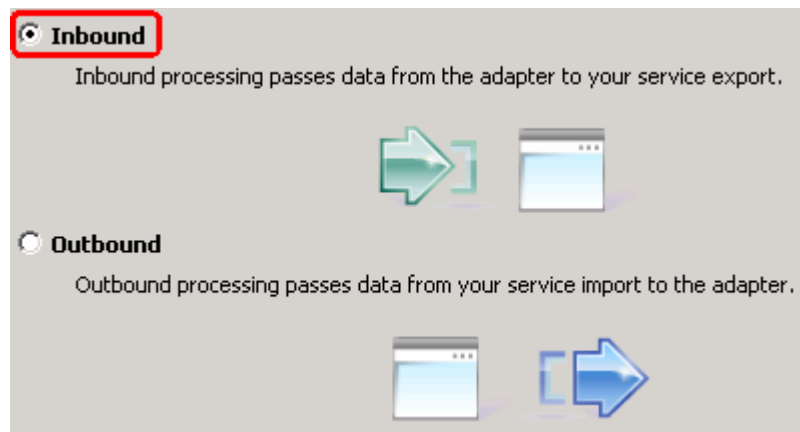 Inbound
Inbound processing passes data from the adapter to your service export.
Outbound
Outbound processing passes data from your service import to the adapter.